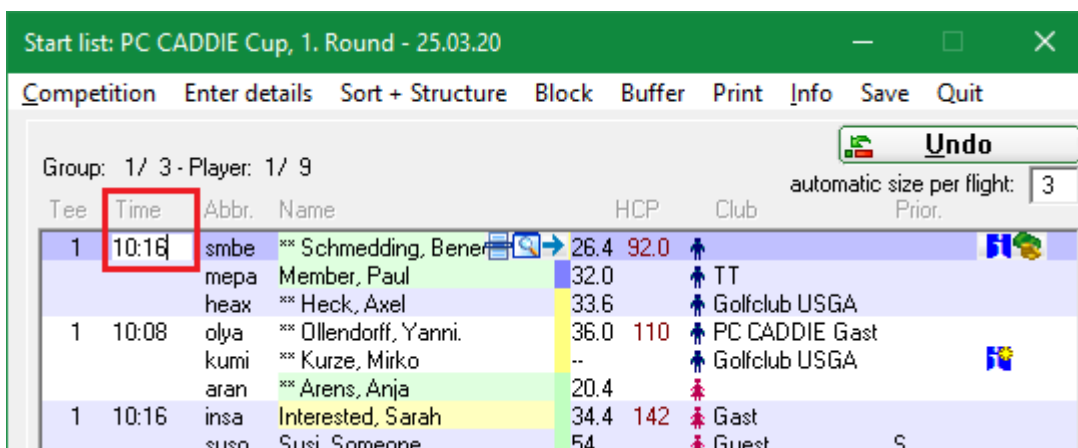 Start list: PC CADDIE Cup, 1. Round - 25.03.20
Competition Enter details Sort + Structure Block Buffer Print Info Save Quit
Undo
Group: 1/ 3 - Player: 1/ 9
automatic size per flight: 3
Tee Time Abbr. Name HCP Club Prior.
1 10:16 smbe ** Schmedding, Bene 26.4 92.0
mepa Member, Paul 32.0 TT
heax ** Heck, Axel 33.6 Golfclub USGA
1 10:08 olya ** Ollendorff, Yanni. 36.0 110 PC CADDIE Gast
kumi ** Kurze, Mirko -- Golfclub USGA
aran ** Arens, Anja 20.4
1 10:16 insa Interested, Sarah 34.4 142 Gast
suso Susi, Someone 54 Guest S